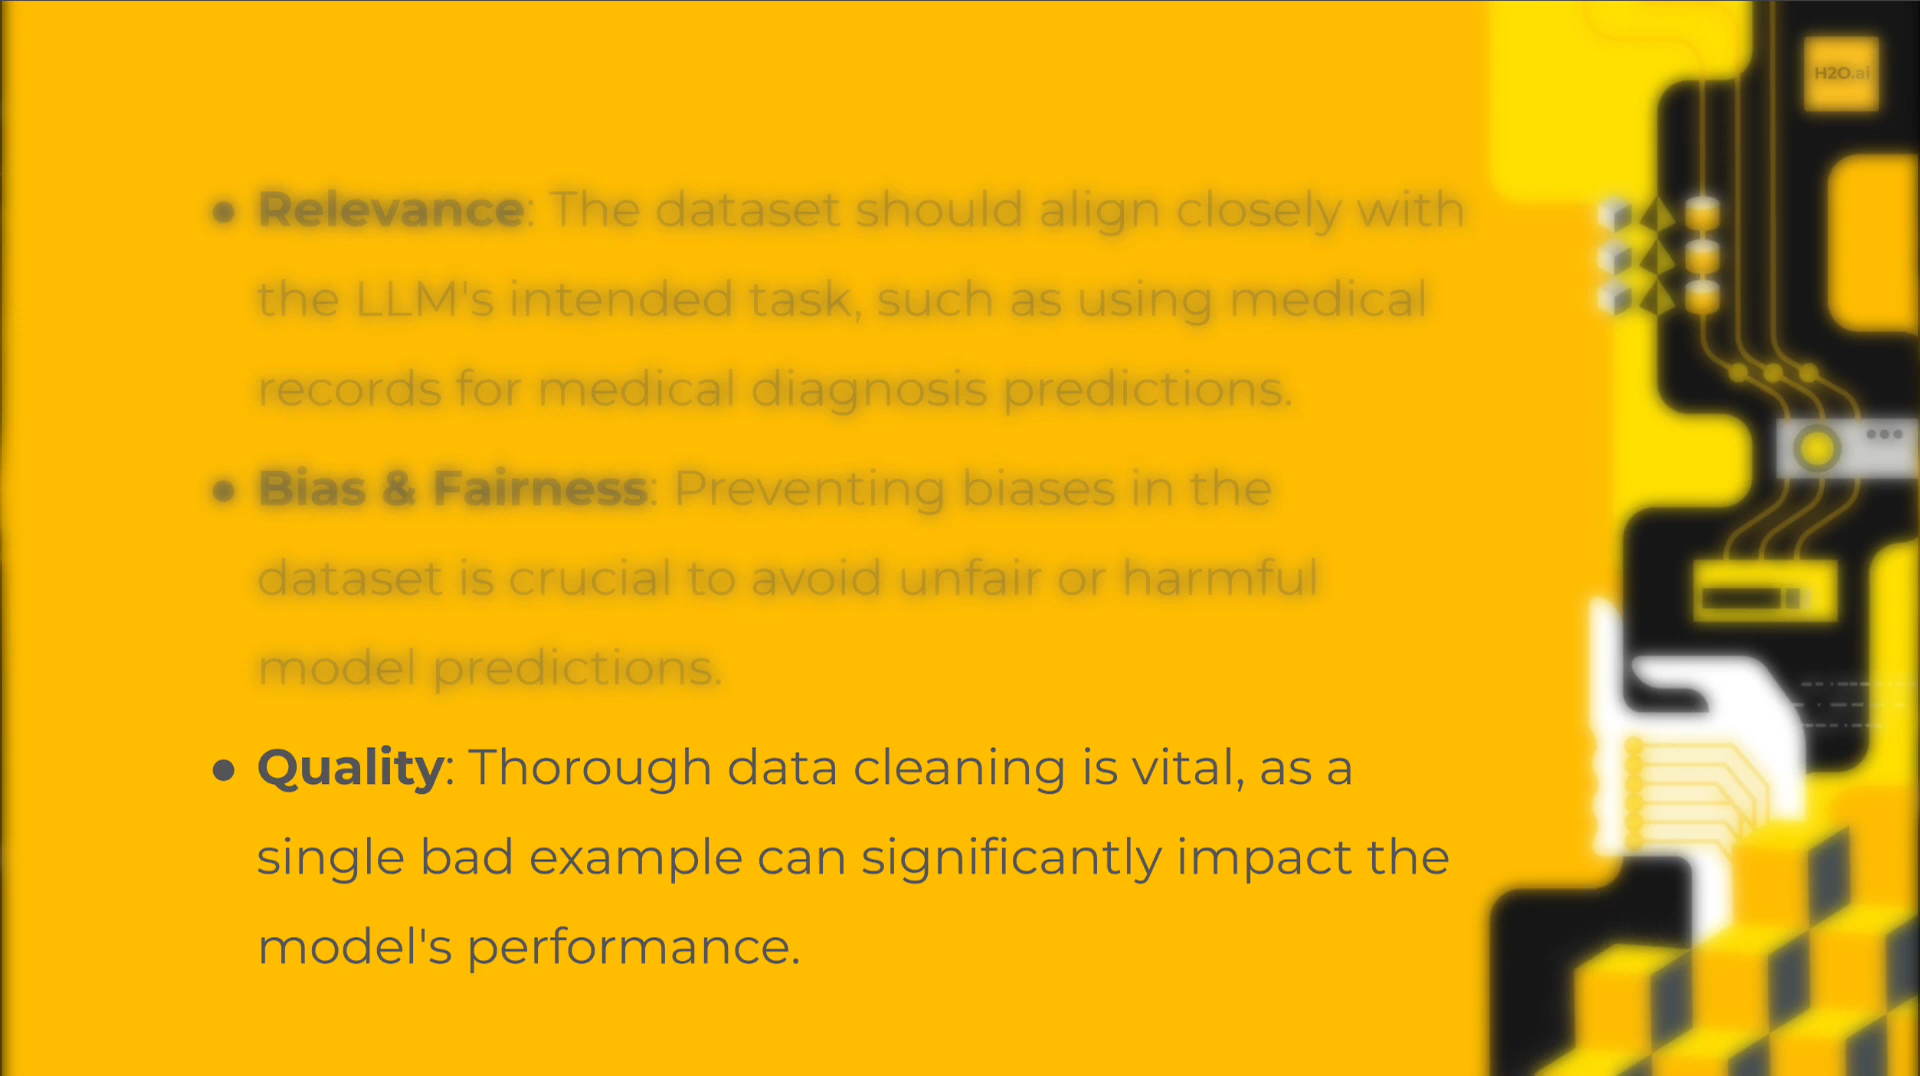 H2O.ai
● Relevance: The dataset should align closely with
the LLM's intended task, such as using medical
records for medical diagnosis predictions.
● Bias & Fairness: Preventing biases in the
dataset is crucial to avoid unfair or harmful
model predictions.
● Quality: Thorough data cleaning is vital, as a
single bad example can significantly impact the
model's performance.